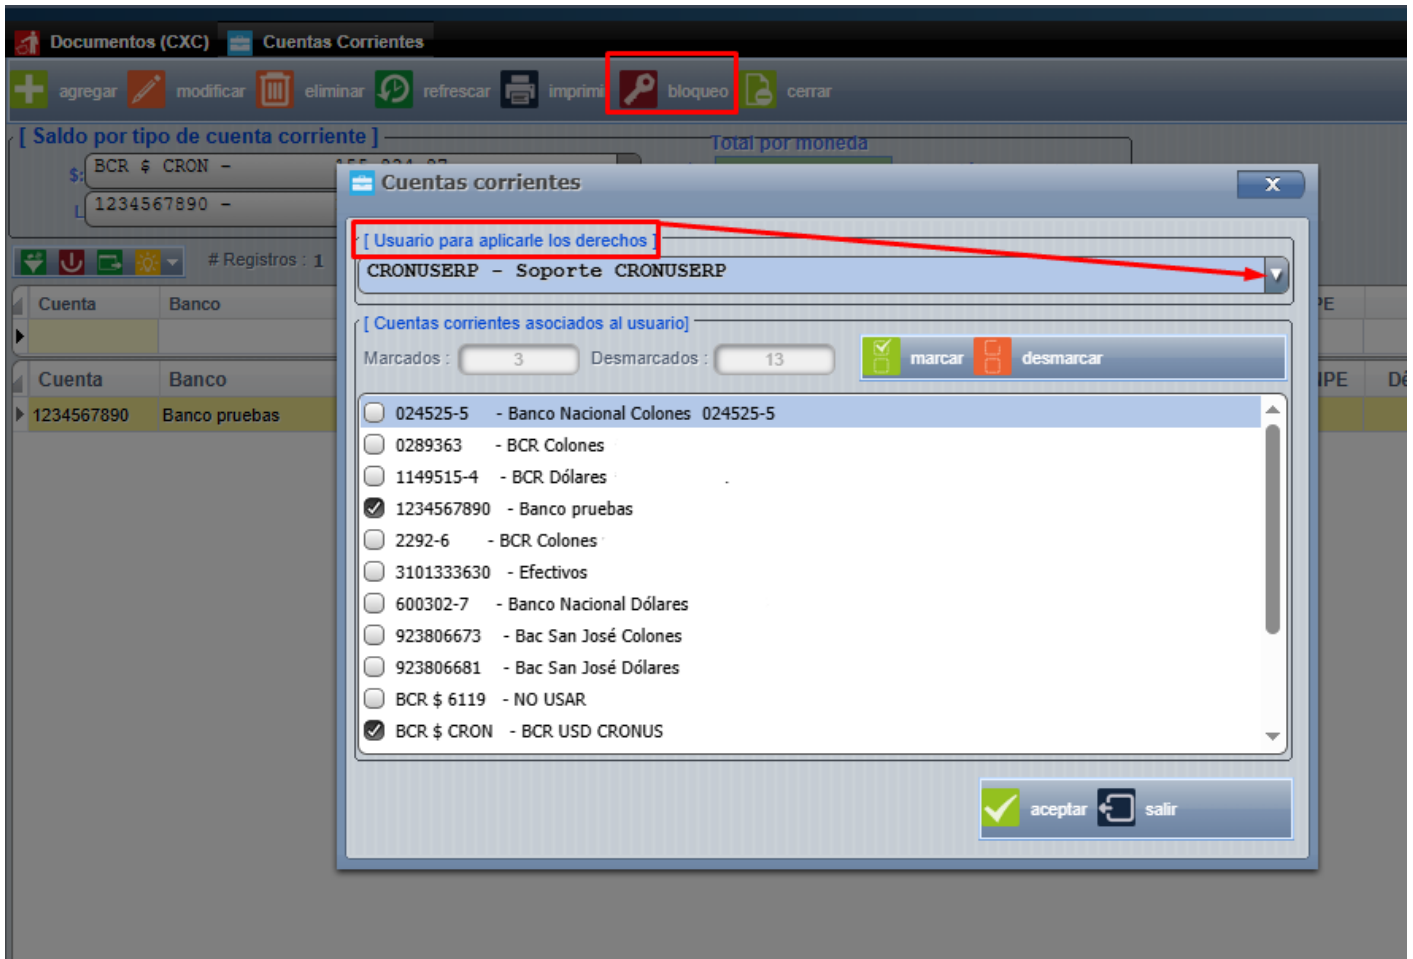 Documentos (CXC) Cuentas Corrientes
agregar modificar eliminar refrescar imprimi bloqueo cerrar
[ Saldo por tipo de cuenta corriente ] Total por moneda
$: BCR $ CRON -
L 1234567890 -
# Registros : 1
Cuenta Banco
Cuenta Banco IPE Dé
1234567890 Banco pruebas
Cuentas corrientes X
[ Usuario para aplicarle los derechos ]
CRONUSERP - Soporte CRONUSERP
[ Cuentas corrientes asociados al usuario]
Marcados : 3 Desmarcados : 13 marcar desmarcar
024525-5 - Banco Nacional Colones 024525-5
0289363 - BCR Colones
1149515-4 - BCR Dólares
1234567890 - Banco pruebas
2292-6 - BCR Colones
3101333630 - Efectivos
600302-7 - Banco Nacional Dólares
923806673 - Bac San José Colones
923806681 - Bac San José Dólares
BCR $ 6119 - NO USAR
BCR $ CRON - BCR USD CRONUS
aceptar salir